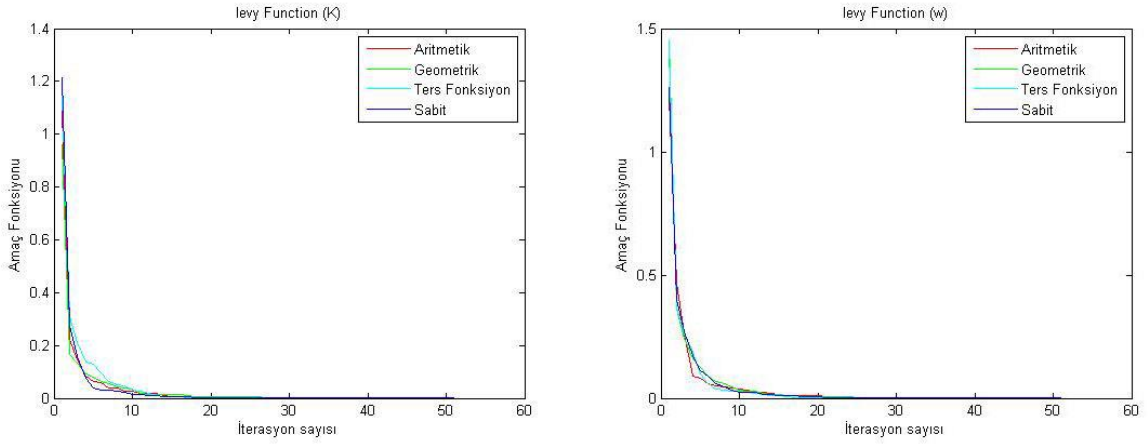 levy Function (K)
1.4
1.2
1
0.8
0.6
0.4
0.2
0
Amaç Fonksiyonu
Aritmetik
Geometrik
Ters Fonksiyon
Sabit
0 10 20 30 40 50 60
İterasyon sayısı
levy Function (w)
1.5
1
0.5
0
Amaç Fonksiyonu
Aritmetik
Geometrik
Ters Fonksiyon
Sabit
0 10 20 30 40 50 60
İterasyon sayısı